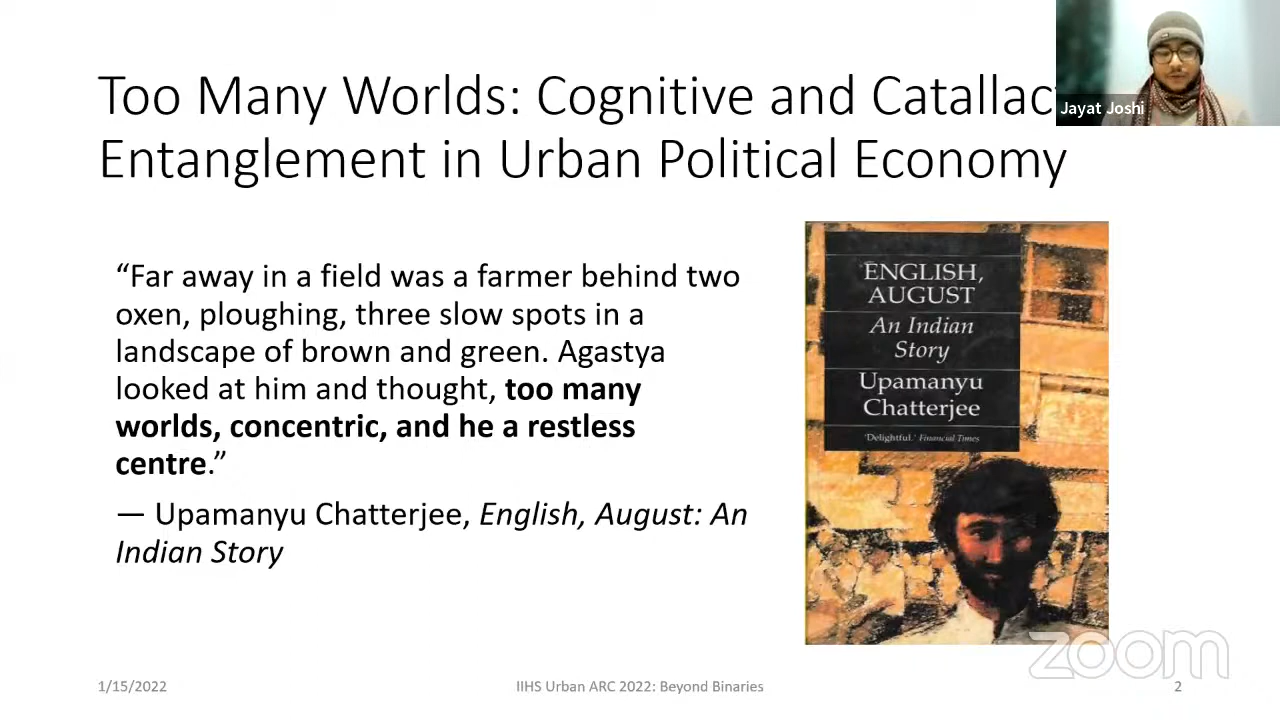 Too Many Worlds: Cognitive and Catallac
Entanglement in Urban Political Economy
Jayat Joshi
“Far away in a field was a farmer behind two
oxen, ploughing, three slow spots in a
landscape of brown and green. Agastya
looked at him and thought, too many
worlds, concentric, and he a restless
centre.”
— Upamanyu Chatterjee, English, August: An
Indian Story
ENGLISH,
AUGUST
An Indian
Story
Upamanyu
Chatterjee
‘Delightful.’ Financial Times
zoom
1/15/2022
IIHS Urban ARC 2022: Beyond Binaries
2